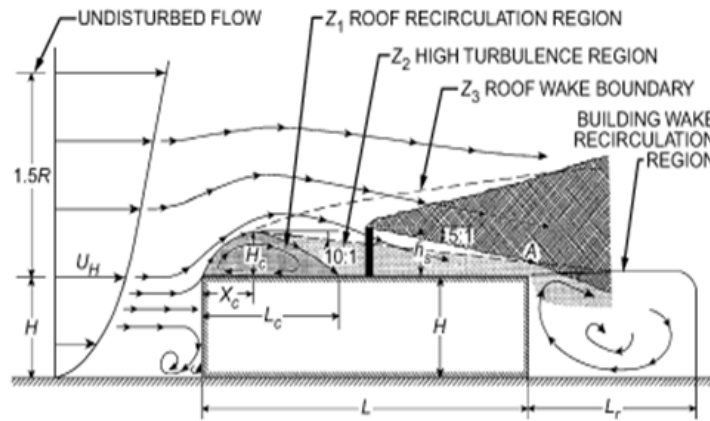 UNDISTURBED FLOW
Z1 ROOF RECIRCULATION REGION
Z2 HIGH TURBULENCE REGION
Z3 ROOF WAKE BOUNDARY
BUILDING WAKE
RECIRCULATION
REGION
1.5R
UH
H
Hc
10:1
hs
5:1
A
Xc
Lc
H
L
Lr